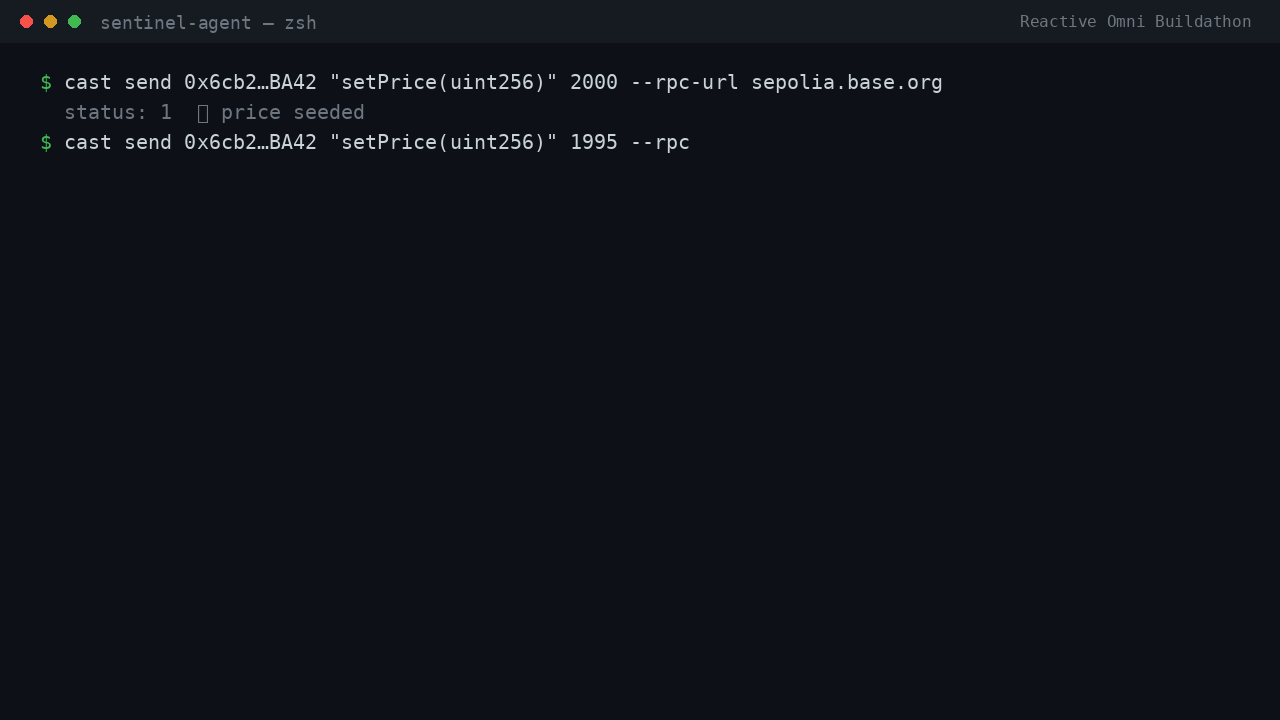 sentinel-agent — zsh
Reactive Omni Buildathon
$ cast send 0x6cb2…BA42 "setPrice(uint256)" 2000 --rpc-url sepolia.base.org
status: 1 ▯ price seeded
$ cast send 0x6cb2…BA42 "setPrice(uint256)" 1995 --rpc